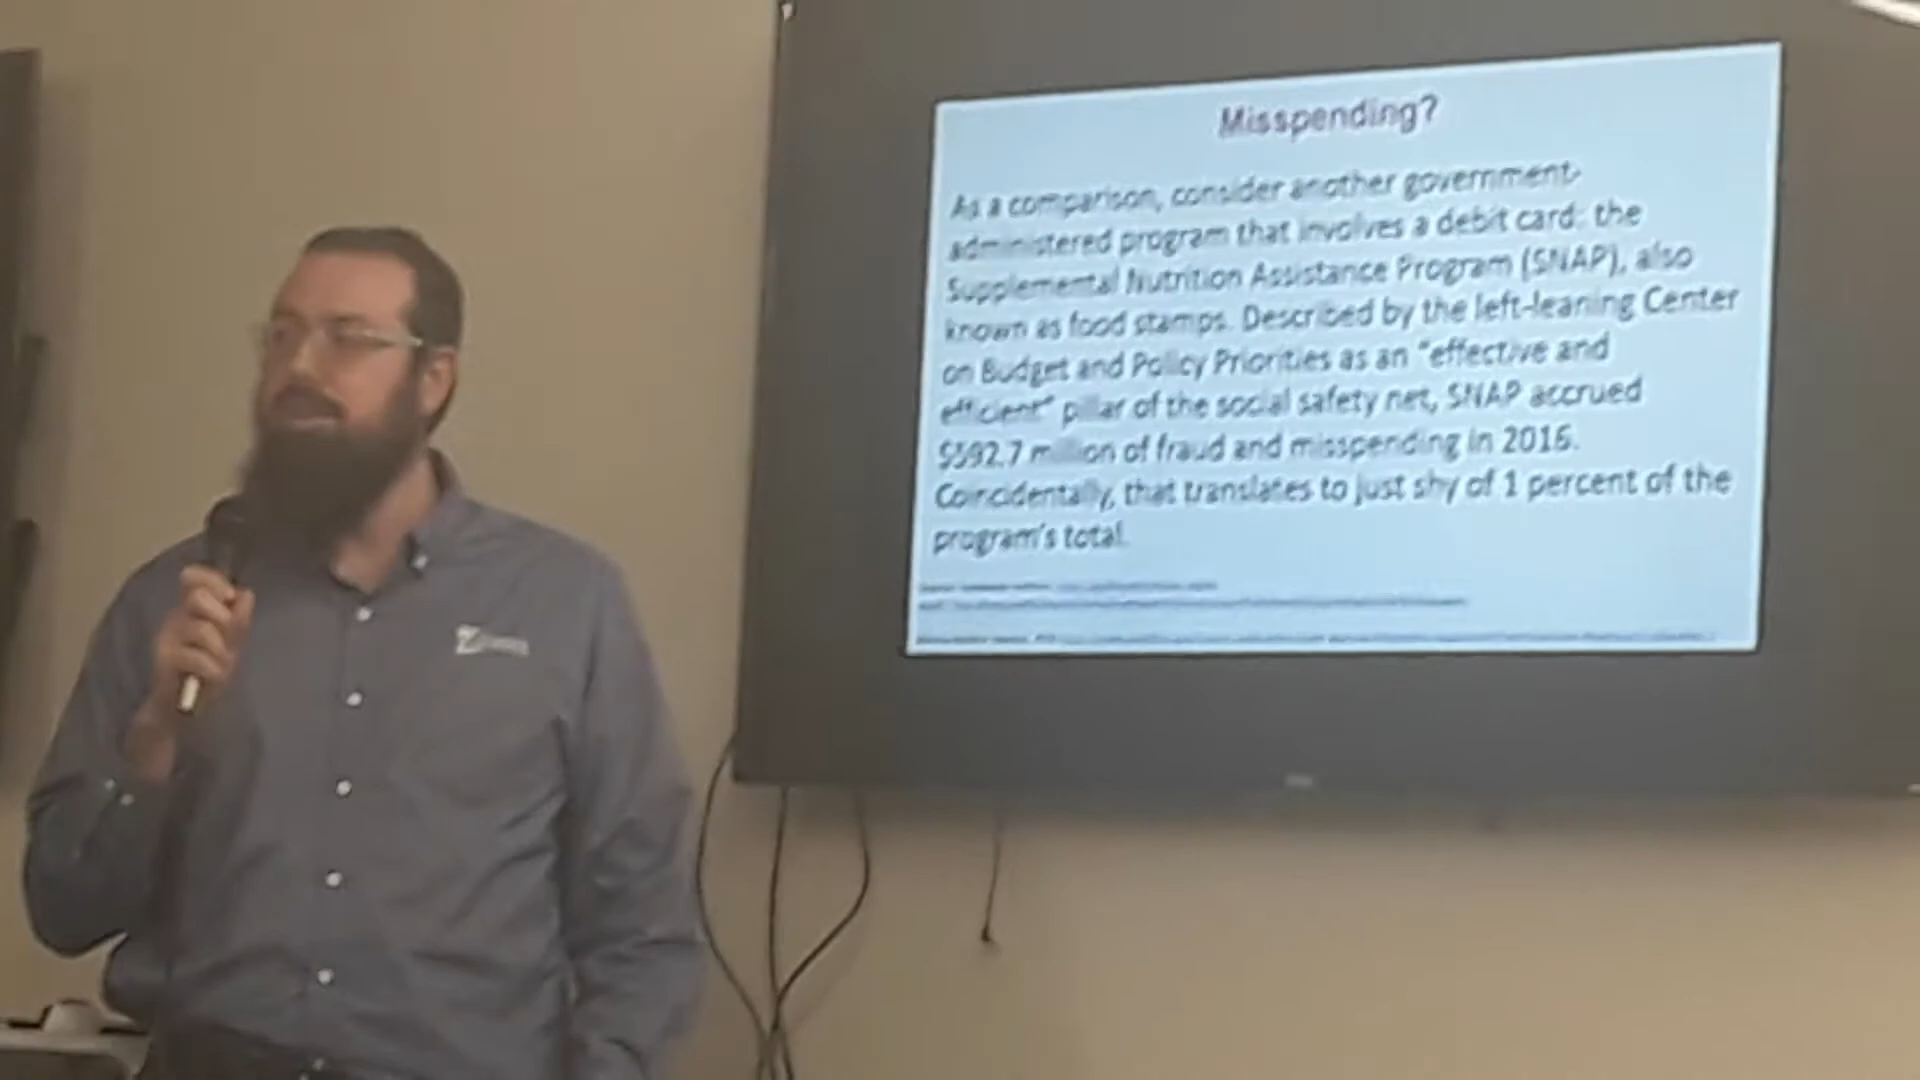 Misspending?
As a comparison, consider another government-
administered program that involves a debit card: the
Supplemental Nutrition Assistance Program (SNAP), also
known as food stamps. Described by the left-leaning Center
on Budget and Policy Priorities as an "effective and
efficient" pillar of the social safety net, SNAP accrued
$592.7 million of fraud and misspending in 2016.
Coincidentally, that translates to just shy of 1 percent of the
program's total.